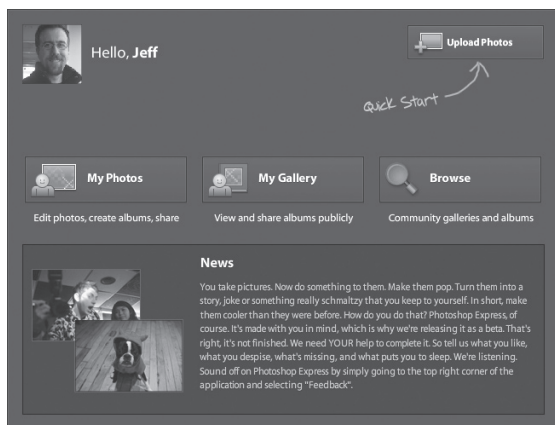 Hello, Jeff
Upload Photos
Quick Start
My Photos
My Gallery
Browse
Edit photos, create albums, share
View and share albums publicly
Community galleries and albums
News
You take pictures. Now do something to them. Make them pop. Turn them into a
story, joke or something really schmaltzy that you keep to yourself. In short, make
them cooler than they were before. How do you do that? Photoshop Express, of
course. It's made with you in mind, which is why we're releasing it as a beta. That's
right, it's not finished. We need YOUR help to complete it. So tell us what you like,
what you despise, what's missing, and what puts you to sleep. We're listening.
Sound off on Photoshop Express by simply going to the top right corner of the
application and selecting "Feedback".